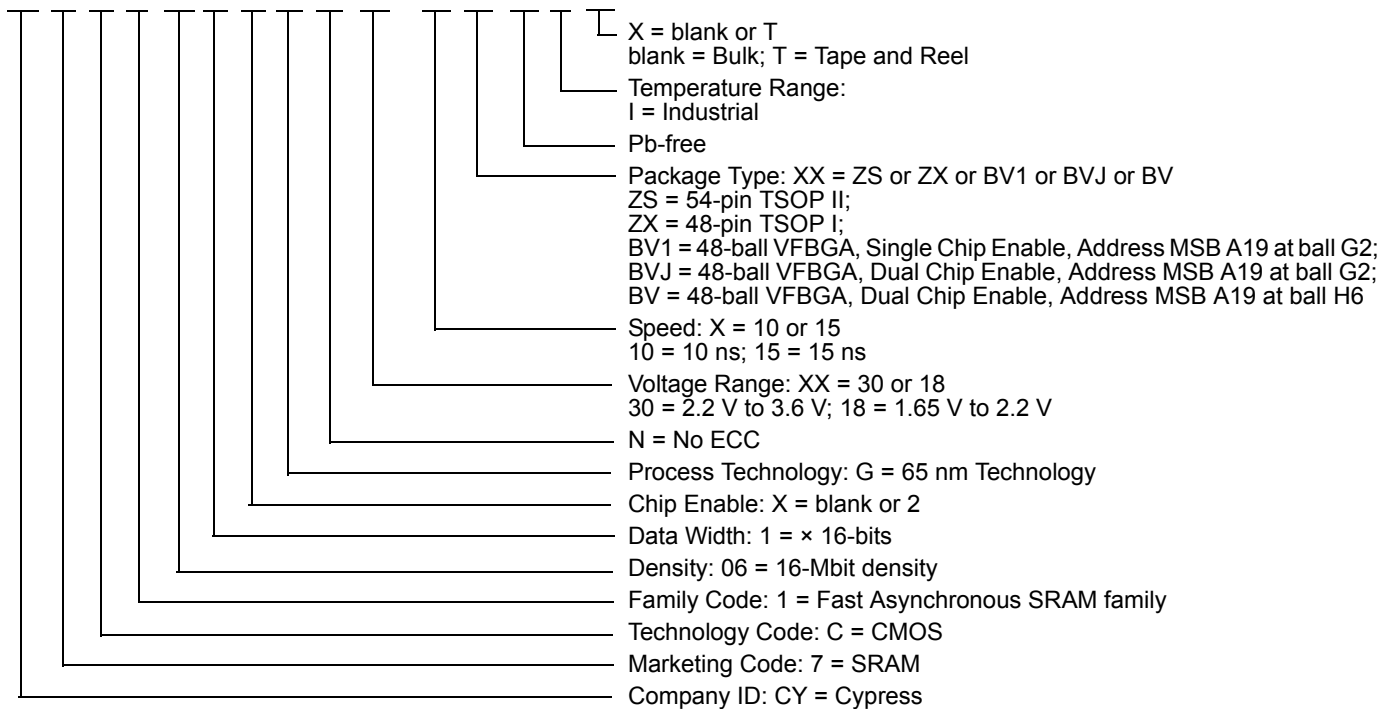 X = blank or T
blank = Bulk; T = Tape and Reel
Temperature Range:
I = Industrial
Pb-free
Package Type: XX = ZS or ZX or BV1 or BVJ or BV
ZS = 54-pin TSOP II;
ZX = 48-pin TSOP I;
BV1 = 48-ball VFBGA, Single Chip Enable, Address MSB A19 at ball G2;
BVJ = 48-ball VFBGA, Dual Chip Enable, Address MSB A19 at ball G2;
BV = 48-ball VFBGA, Dual Chip Enable, Address MSB A19 at ball H6
Speed: X = 10 or 15
10 = 10 ns; 15 = 15 ns
Voltage Range: XX = 30 or 18
30 = 2.2 V to 3.6 V; 18 = 1.65 V to 2.2 V
N = No ECC
Process Technology: G = 65 nm Technology
Chip Enable: X = blank or 2
Data Width: 1 = × 16-bits
Density: 06 = 16-Mbit density
Family Code: 1 = Fast Asynchronous SRAM family
Technology Code: C = CMOS
Marketing Code: 7 = SRAM
Company ID: CY = Cypress